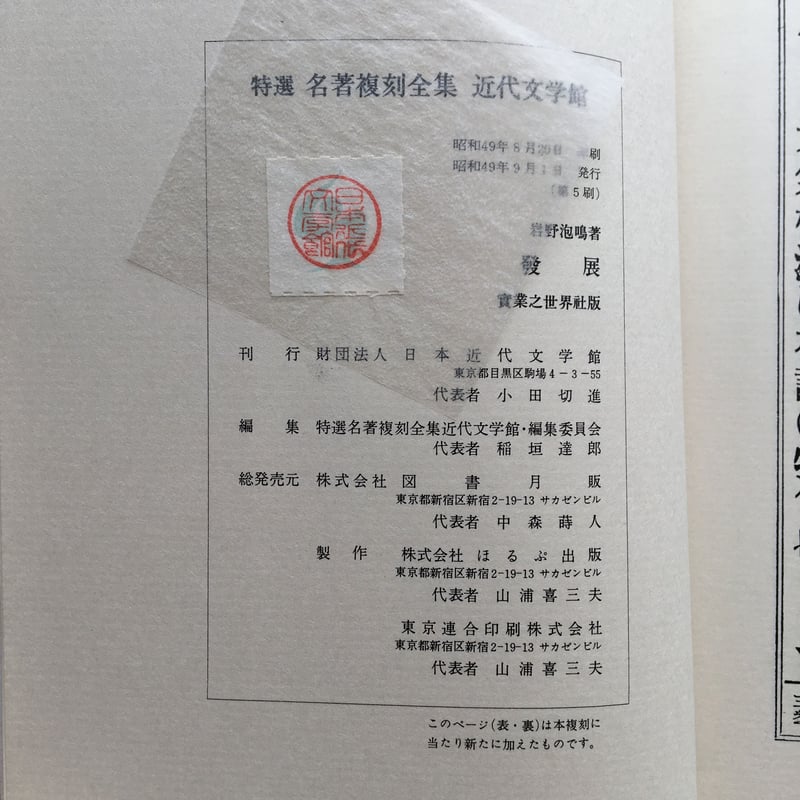 特選 名著複刻全集 近代文学館
昭和49年8月20日 刷
昭和49年9月1日 発行
(第5刷)
岩野泡鳴著
發展
實業之世界社版
刊行 財団法人 日本近代文学館
東京都目黒区駒場4-3-55
代表者 小田切進
編集 特選名著複刻全集近代文学館・編集委員会
代表者 稲垣達郎
総発売元 株式会社 図書月販
東京都新宿区新宿2-19-13 サカゼンビル
代表者 中森蒔人
製作 株式会社 ほるぷ出版
東京都新宿区新宿2-19-13 サカゼンビル
代表者 山浦喜三夫
東京連合印刷株式会社
東京都新宿区新宿2-19-13 サカゼンビル
代表者 山浦喜三夫
このページ(表・裏)は本複刻に
当たり新たに加えたものです。